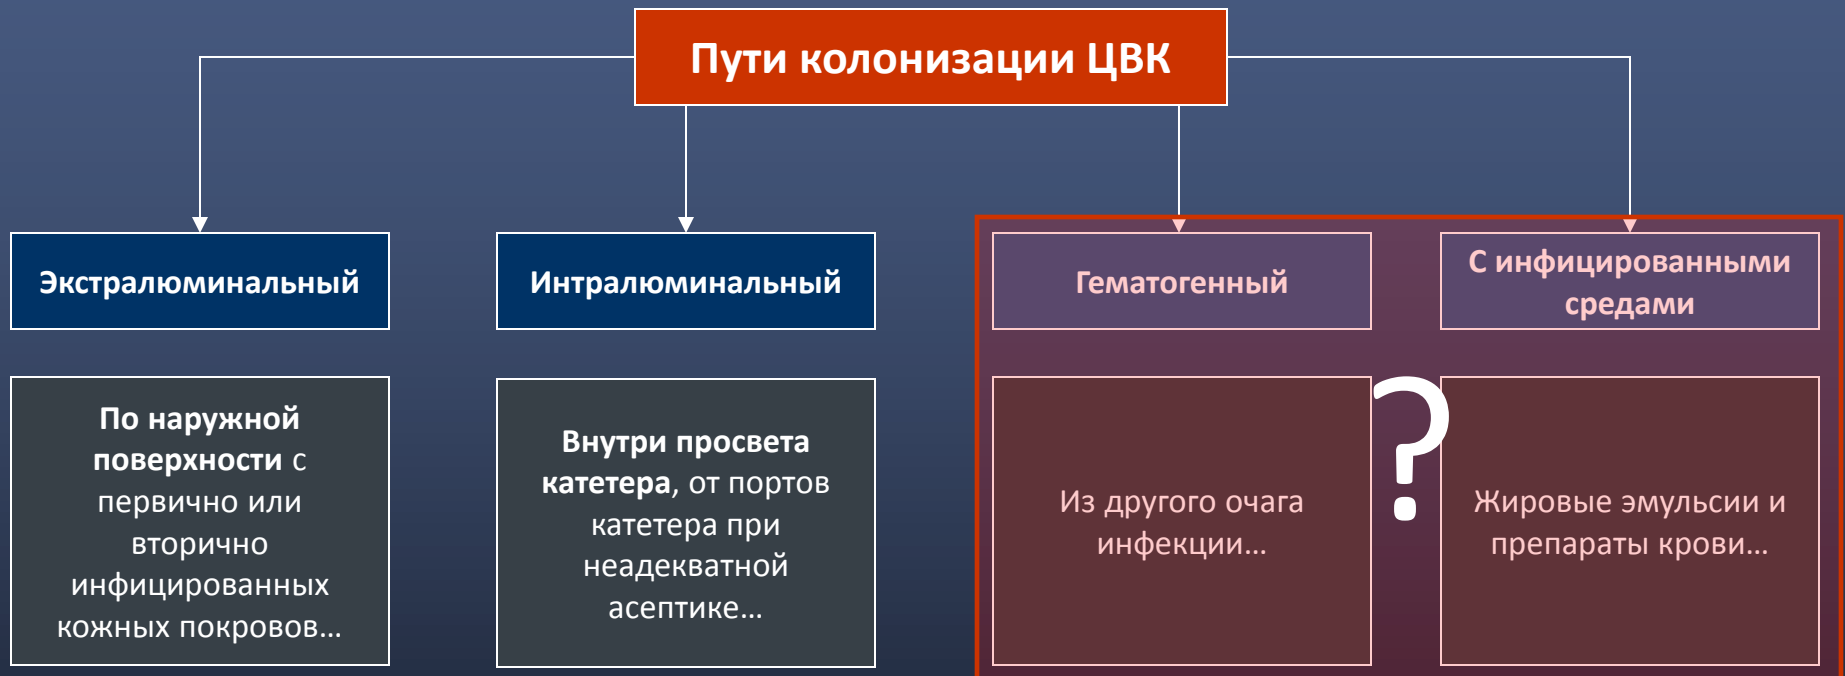 Пути колонизации ЦВК
Экстралюминальный
Интралюминальный
Гематогенный
С инфицированными
средами
По наружной
поверхности с
первично или
вторично
инфицированных
кожных покровов…
Внутри просвета
катетера, от портов
катетера при
неадекватной
асептике…
Из другого очага
инфекции…
?
Жировые эмульсии и
препараты крови…